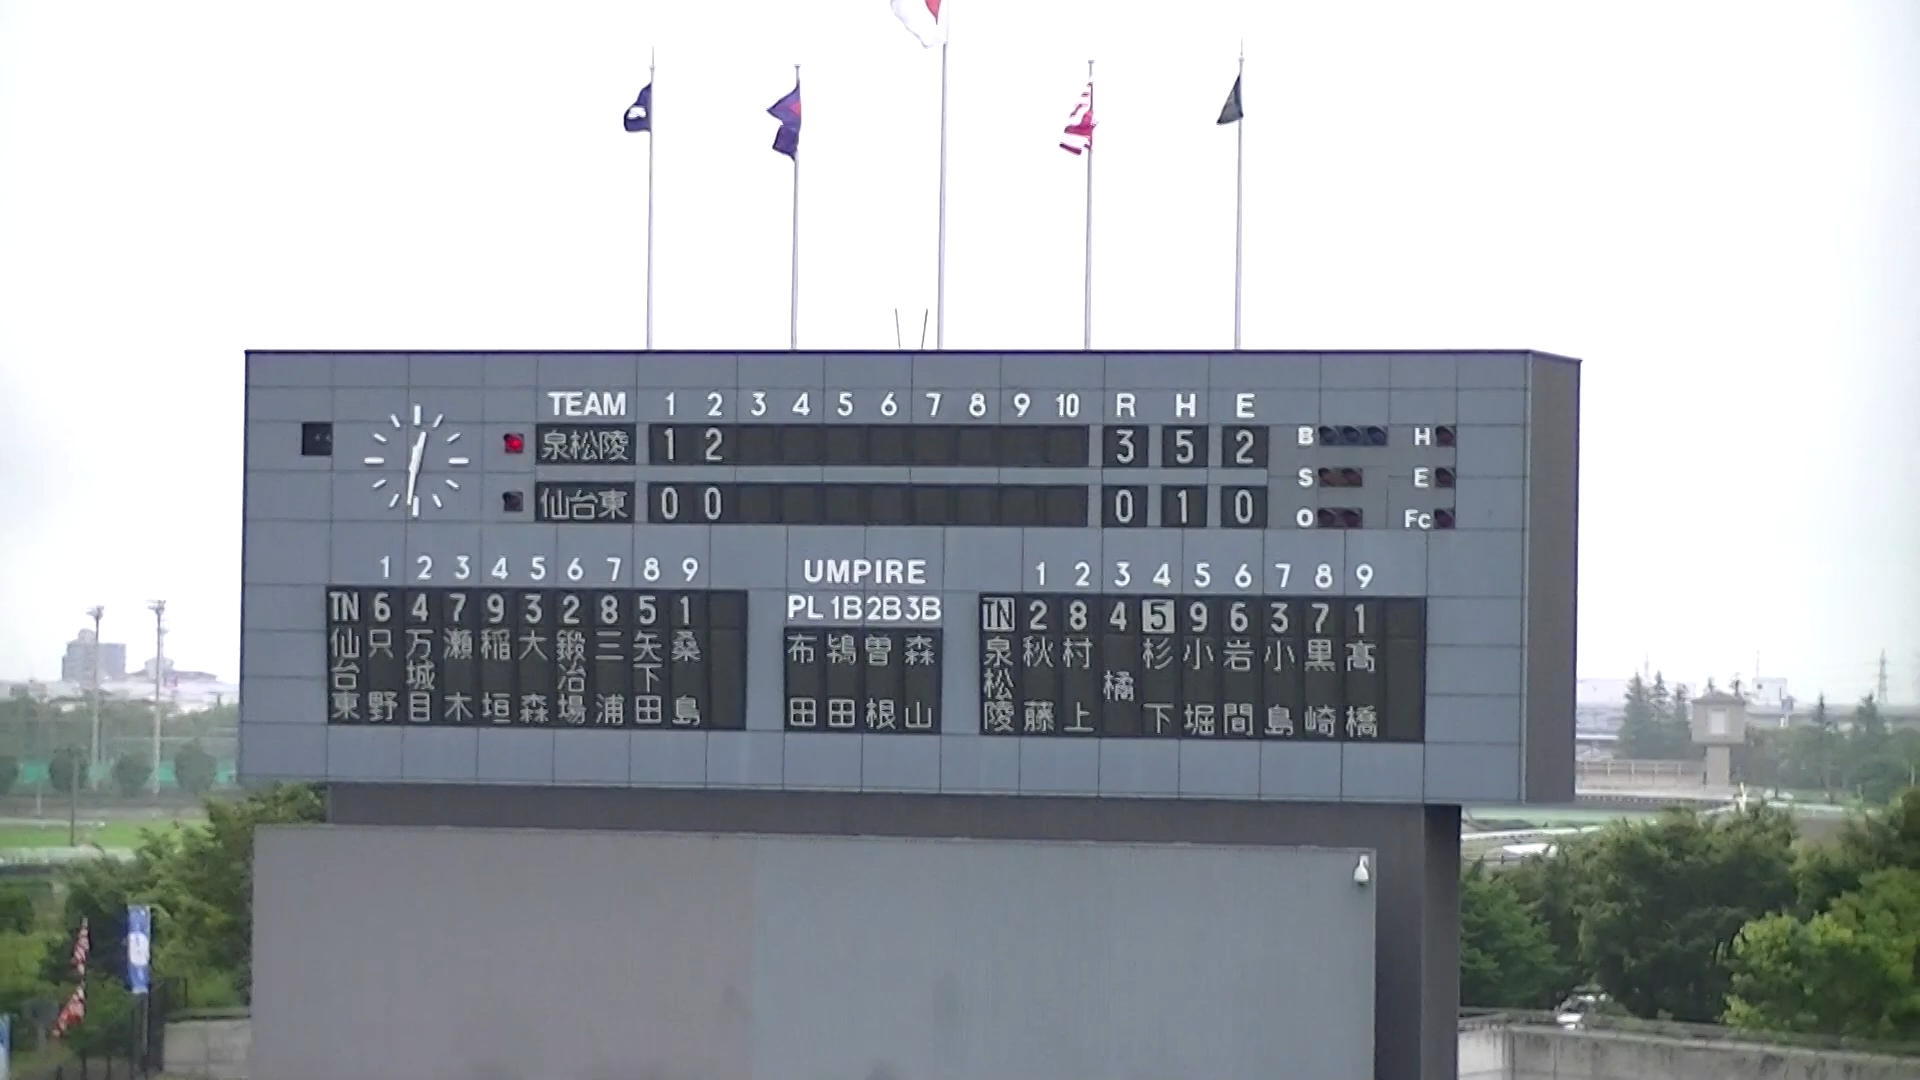 TEAM 1 2 3 4 5 6 7 8 9 10 R H E
泉松陵 1 2 3 5 2
仙台東 0 0 0 1 0
B H
S E
O Fc
1 2 3 4 5 6 7 8 9
IN 6 4 7 9 3 2 8 5 1
仙台東 只野 万城目 瀬木 稲垣 大森 鍛冶場 三浦 矢下田 桑島
UMPIRE
PL 1B 2B 3B
布田 鴇田 曽根 森山
1 2 3 4 5 6 7 8 9
IN 2 8 4 5 9 6 3 7 1
泉松陵 秋藤 村上 橘 杉下 小堀 岩間 小島 黒崎 高橋